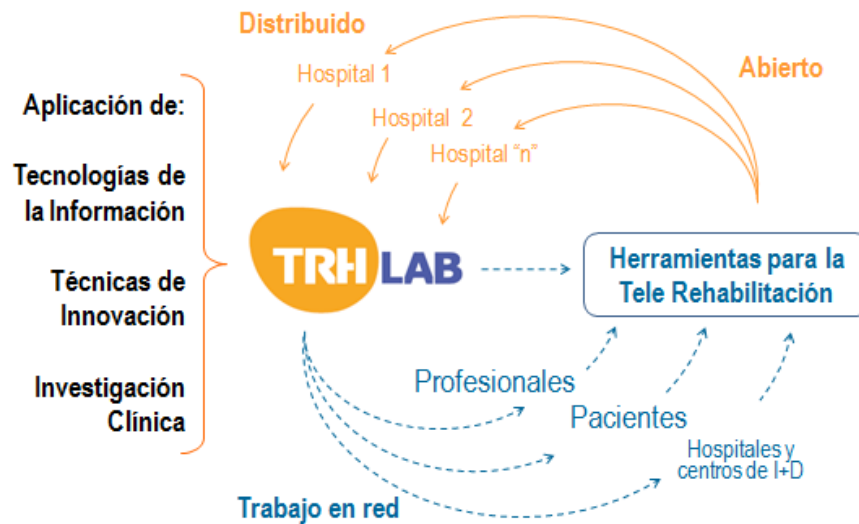 Distribuido
Hospital 1
Abierto
Aplicación de:
Hospital 2
Hospital “n”
Tecnologías de
la Información
TRH LAB
Herramientas para la
Tele Rehabilitación
Técnicas de
Innovación
Profesionales
Pacientes
Investigación
Clínica
Hospitales y
centros de I+D
Trabajo en red